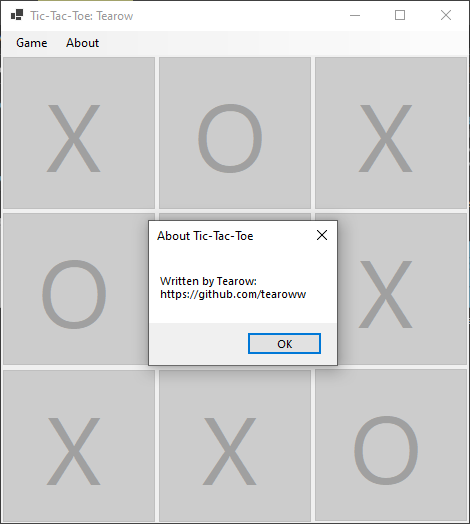 Tic-Tac-Toe: Tearow
Game About
X O X
About Tic-Tac-Toe
Written by Tearow:
https://github.com/tearoww
OK
O X
X X O